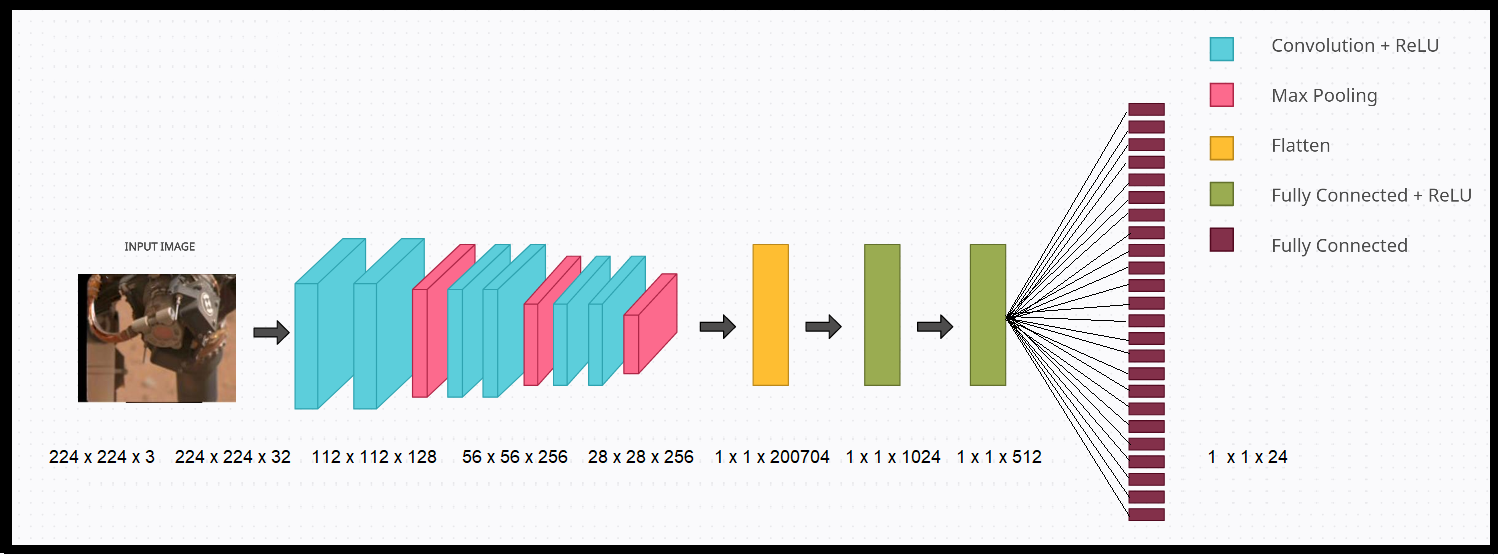 Convolution + ReLU
Max Pooling
Flatten
Fully Connected + ReLU
Fully Connected
INPUT IMAGE
224 x 224 x 3
224 x 224 x 32
112 x 112 x 128
56 x 56 x 256
28 x 28 x 256
1 x 1 x 200704
1 x 1 x 1024
1 x 1 x 512
1 x 1 x 24